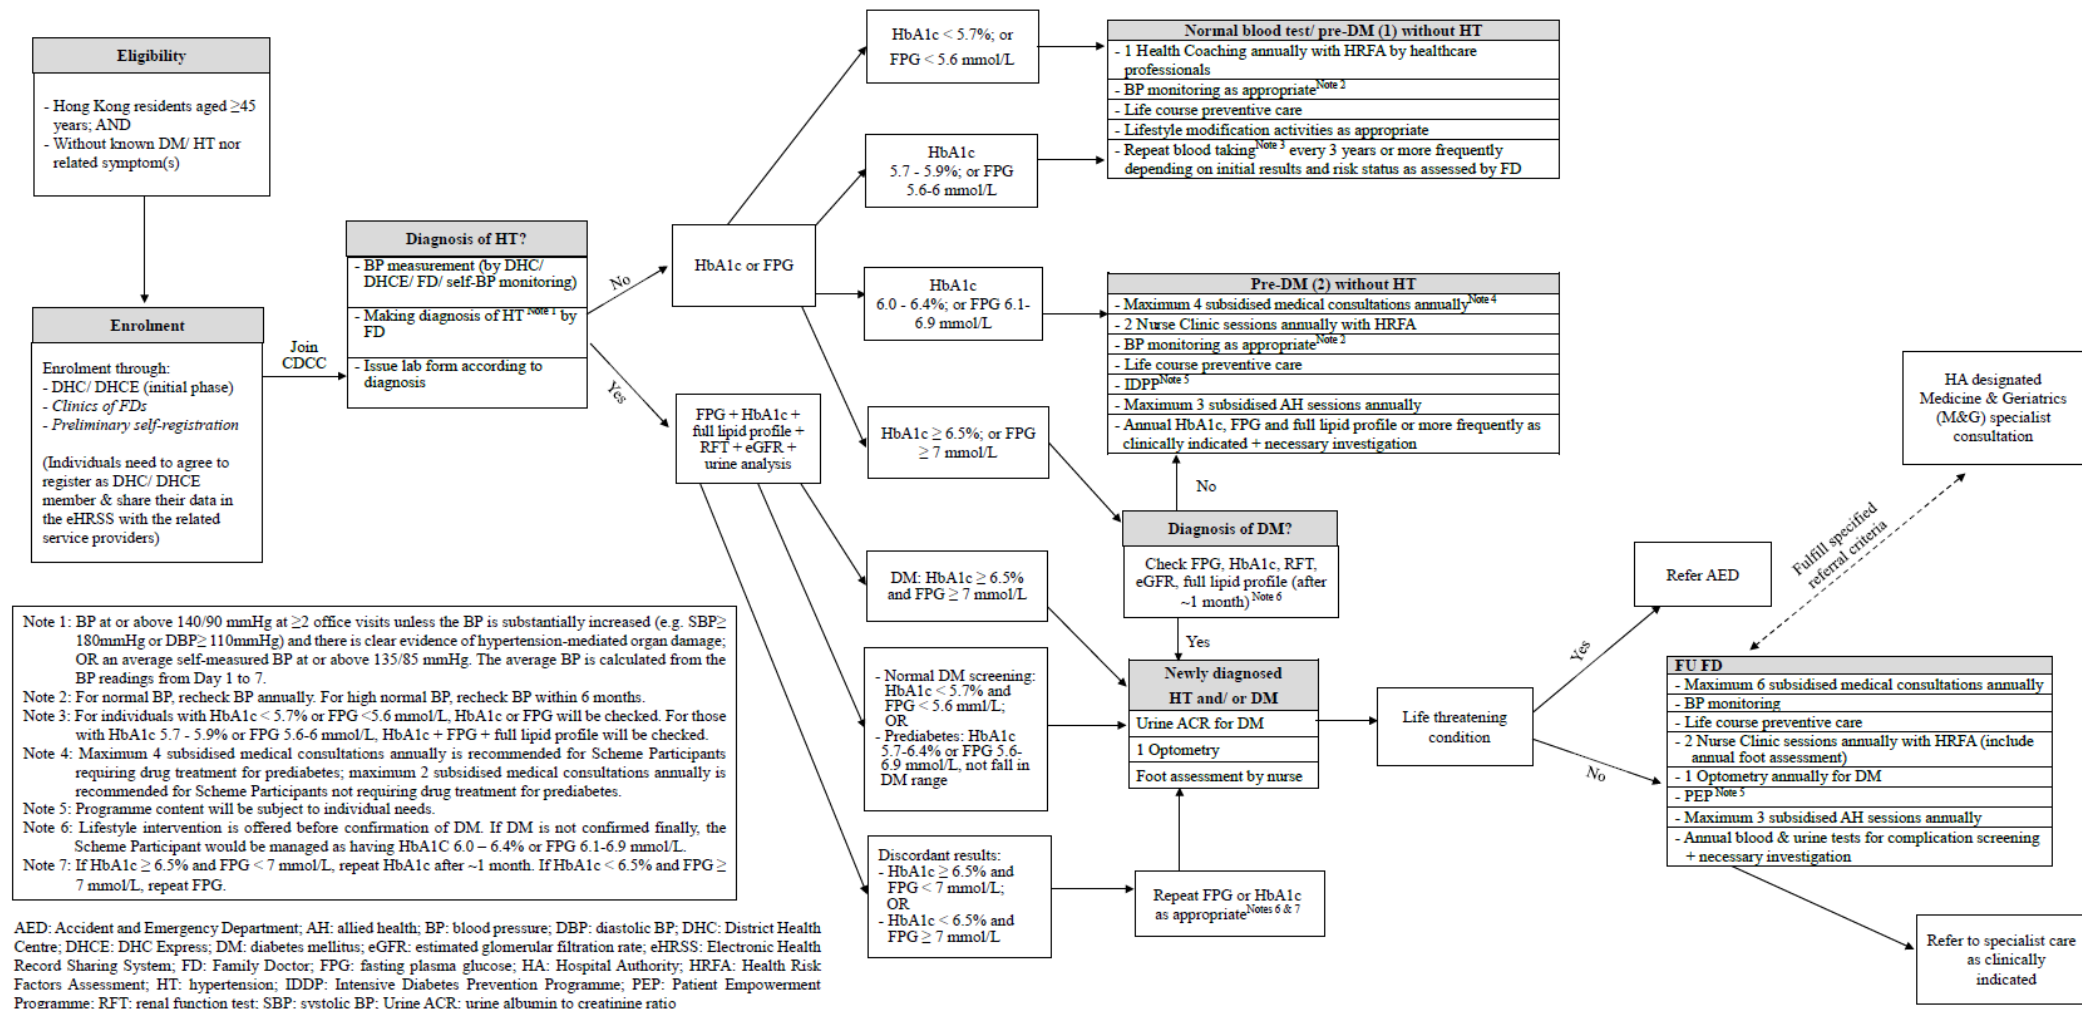 Eligibility
- Hong Kong residents aged ≥45
years; AND
- Without known DM/ HT nor
related symptom(s)
Enrolment
Enrolment through:
- DHC/ DHCE (initial phase)
- Clinics of FDs
- Preliminary self-registration
(Individuals need to agree to
register as DHC/ DHCE
member & share their data in
the eHRSS with the related
service providers)
Join
CDCC
Diagnosis of HT?
- BP measurement (by DHC/
DHCE/ FD/ self-BP monitoring)
- Making diagnosis of HT Note 1 by
FD
- Issue lab form according to
diagnosis
No
Yes
HbA1c or FPG
FPG + HbA1c +
full lipid profile +
RFT + eGFR +
urine analysis
HbA1c < 5.7%; or
FPG < 5.6 mmol/L
HbA1c
5.7 - 5.9%; or FPG
5.6-6 mmol/L
HbA1c
6.0 - 6.4%; or FPG 6.1-
6.9 mmol/L
HbA1c ≥ 6.5%; or FPG
≥ 7 mmol/L
DM: HbA1c ≥ 6.5%
and FPG ≥ 7 mmol/L
- Normal DM screening:
HbA1c < 5.7% and
FPG < 5.6 mml/L;
OR
- Prediabetes: HbA1c
5.7-6.4% or FPG 5.6-
6.9 mmol/L, not fall in
DM range
Discordant results:
- HbA1c ≥ 6.5% and
FPG < 7 mmol/L;
OR
- HbA1c < 6.5% and
FPG ≥ 7 mmol/L
Normal blood test/ pre-DM (1) without HT
- 1 Health Coaching annually with HRFA by healthcare
professionals
- BP monitoring as appropriate Note 2
- Life course preventive care
- Lifestyle modification activities as appropriate
- Repeat blood taking Note 3 every 3 years or more frequently
depending on initial results and risk status as assessed by FD
Pre-DM (2) without HT
- Maximum 4 subsidised medical consultations annually Note 4
- 2 Nurse Clinic sessions annually with HRFA
- BP monitoring as appropriate Note 2
- Life course preventive care
- IDPP Note 5
- Maximum 3 subsidised AH sessions annually
- Annual HbA1c, FPG and full lipid profile or more frequently as
clinically indicated + necessary investigation
No
Diagnosis of DM?
Check FPG, HbA1c, RFT,
eGFR, full lipid profile (after
~1 month) Note 6
Yes
Newly diagnosed
HT and/ or DM
Urine ACR for DM
1 Optometry
Foot assessment by nurse
Repeat FPG or HbA1c
as appropriate Notes 6 & 7
Life threatening
condition
Yes
No
Refer AED
HA designated
Medicine & Geriatrics
(M&G) specialist
consultation
Fulfill specified
referral criteria
FU FD
- Maximum 6 subsidised medical consultations annually
- BP monitoring
- Life course preventive care
- 2 Nurse Clinic sessions annually with HRFA (include
annual foot assessment)
- 1 Optometry annually for DM
- PEP Note 5
- Maximum 3 subsidised AH sessions annually
- Annual blood & urine tests for complication screening
+ necessary investigation
Refer to specialist care
as clinically
indicated
Note 1: BP at or above 140/90 mmHg at ≥2 office visits unless the BP is substantially increased (e.g. SBP≥
180mmHg or DBP≥ 110mmHg) and there is clear evidence of hypertension-mediated organ damage;
OR an average self-measured BP at or above 135/85 mmHg. The average BP is calculated from the
BP readings from Day 1 to 7.
Note 2: For normal BP, recheck BP annually. For high normal BP, recheck BP within 6 months.
Note 3: For individuals with HbA1c < 5.7% or FPG <5.6 mmol/L, HbA1c or FPG will be checked. For those
with HbA1c 5.7 - 5.9% or FPG 5.6-6 mmol/L, HbA1c + FPG + full lipid profile will be checked.
Note 4: Maximum 4 subsidised medical consultations annually is recommended for Scheme Participants
requiring drug treatment for prediabetes; maximum 2 subsidised medical consultations annually is
recommended for Scheme Participants not requiring drug treatment for prediabetes.
Note 5: Programme content will be subject to individual needs.
Note 6: Lifestyle intervention is offered before confirmation of DM. If DM is not confirmed finally, the
Scheme Participant would be managed as having HbA1C 6.0 – 6.4% or FPG 6.1-6.9 mmol/L.
Note 7: If HbA1c ≥ 6.5% and FPG < 7 mmol/L, repeat HbA1c after ~1 month. If HbA1c < 6.5% and FPG ≥
7 mmol/L, repeat FPG.
AED: Accident and Emergency Department; AH: allied health; BP: blood pressure; DBP: diastolic BP; DHC: District Health
Centre; DHCE: DHC Express; DM: diabetes mellitus; eGFR: estimated glomerular filtration rate; eHRSS: Electronic Health
Record Sharing System; FD: Family Doctor; FPG: fasting plasma glucose; HA: Hospital Authority; HRFA: Health Risk
Factors Assessment; HT: hypertension; IDDP: Intensive Diabetes Prevention Programme; PEP: Patient Empowerment
Programme; RFT: renal function test; SBP: systolic BP; Urine ACR: urine albumin to creatinine ratio